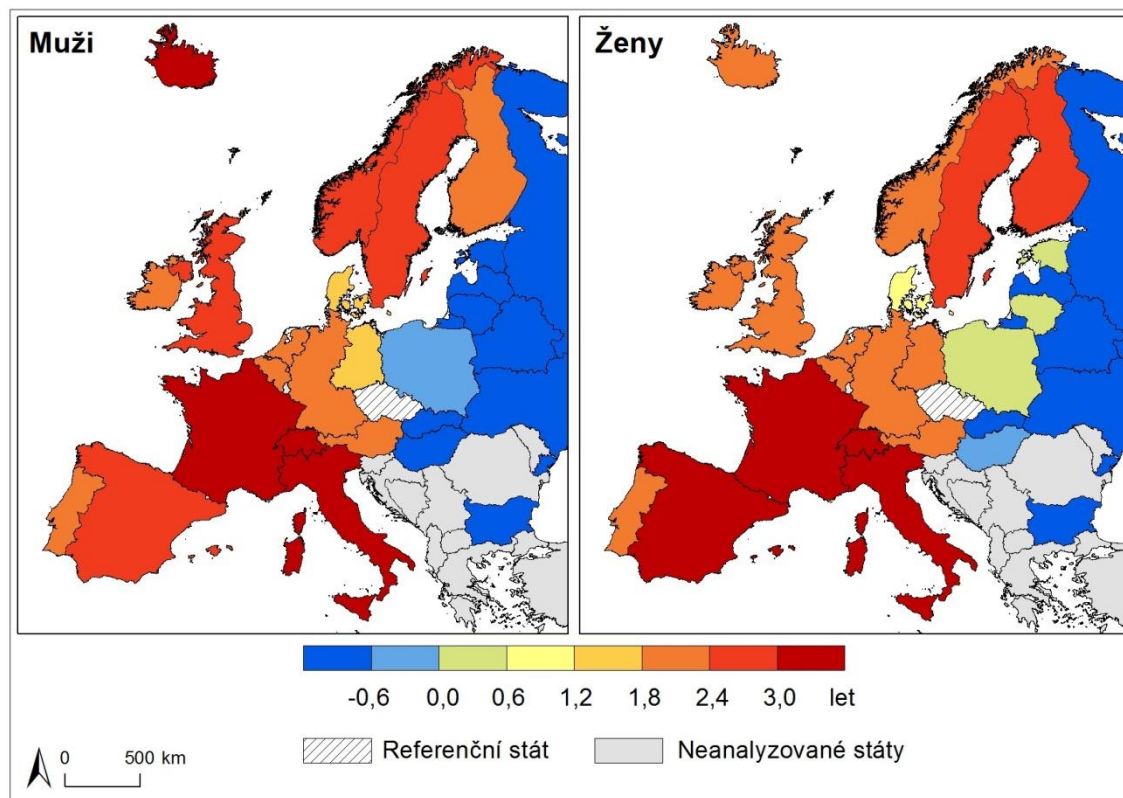 Muži
Ženy
-0,6 0,0 0,6 1,2 1,8 2,4 3,0 let
0 500 km
Referenční stát
Neanalyzované státy